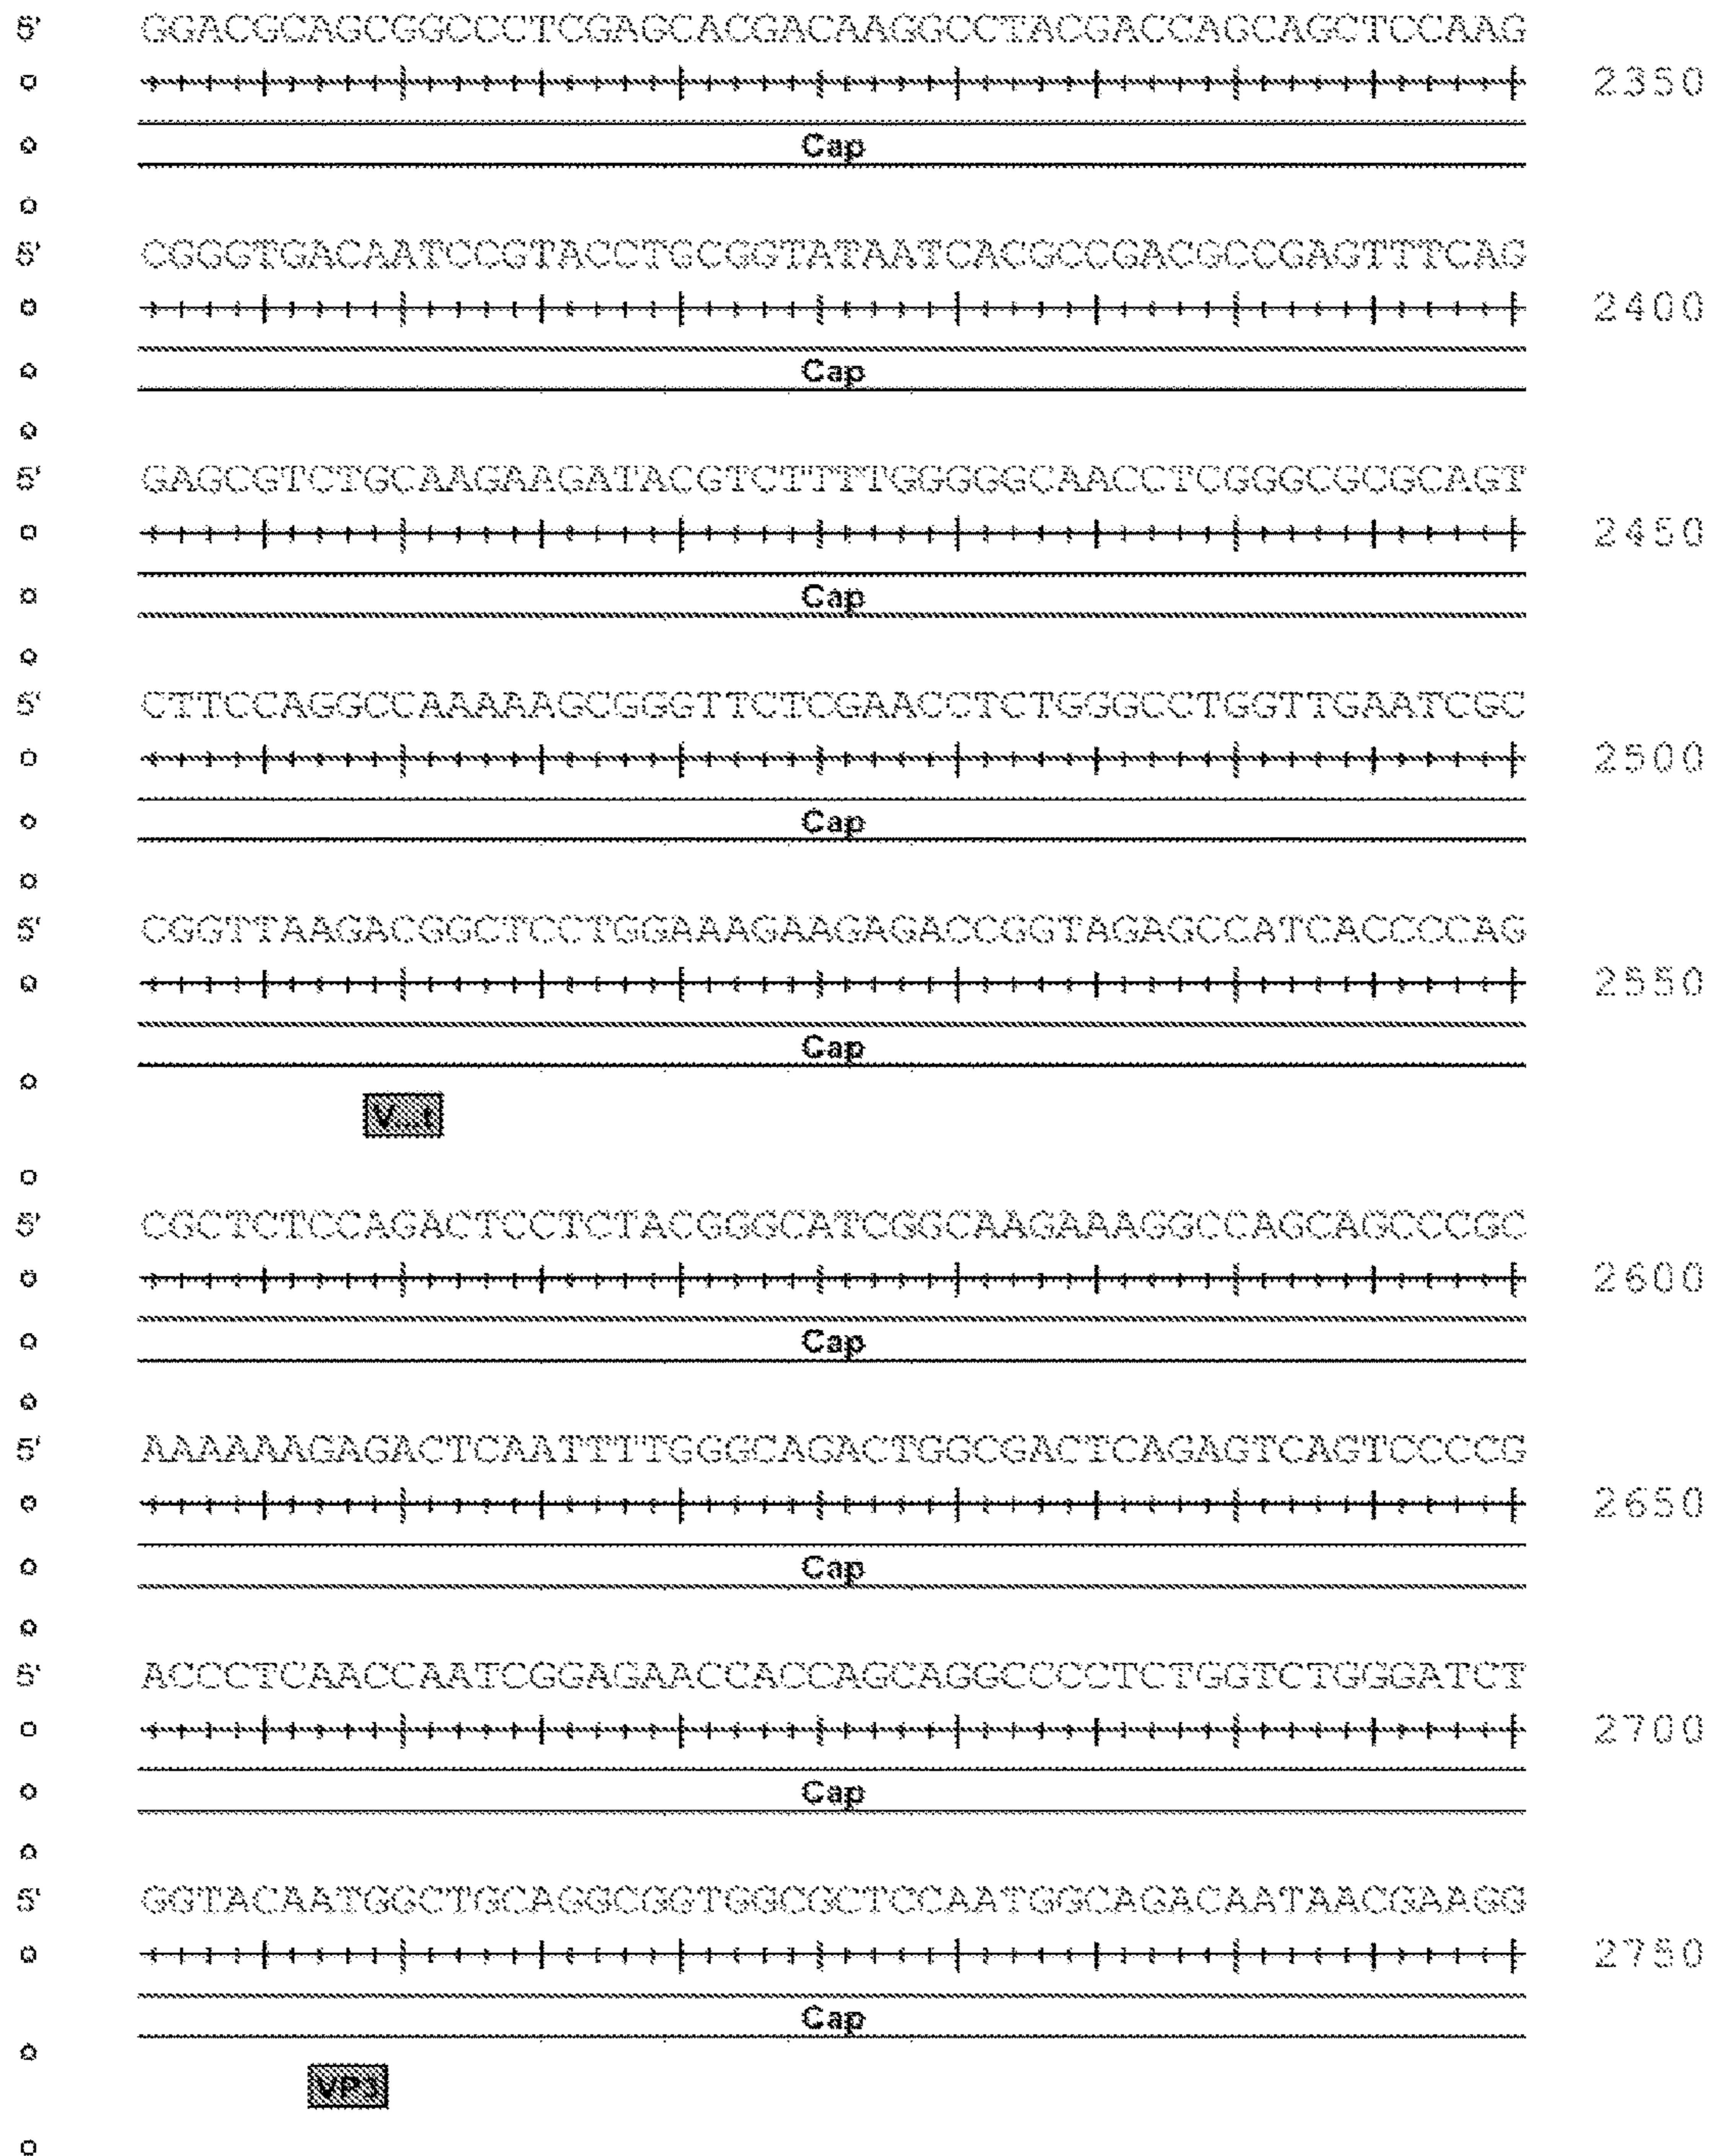 5' GGACGCAGCGGCCCTCGAGCACGACAAGGCCTACGACCAGCAGCTCCAAG
2350
Cap
5' CGGGTGACAATCCGTACCTGCGGTATAATCACGCCGACGCCGAGTTTCAG
2400
Cap
5' GAGCGTCTGCAAGAAGATACGTCTTTTGGGGGCAACCTCGGGCGCGCAGT
2450
Cap
5' CTTCCAGGCCAAAAAGCGGGTTCTCGAACCTCTGGGCCTGGTTGAATCGC
2500
Cap
5' CGGTTAAGACGGCTCCTGGAAAGAAGAGACCGGTAGAGCCATCACCCCAG
2550
Cap
V...t
5' CGCTCTCCAGACTCCTCTACGGGCATCGGCAAGAAAGGCCAGCAGCCCGC
2600
Cap
5' AAAAAAGAGACTCAATTTTGGGCAGACTGGCGACTCAGAGTCAGTCCCCG
2650
Cap
5' ACCCTCAACCAATCGGAGAACCACCAGCAGGCCCCTCTGGTCTGGGATCT
2700
Cap
5' GGTACAATGGCTGCAGGCGGTGGCGCTCCAATGGCAGACAATAACGAAGG
2750
Cap
VP3